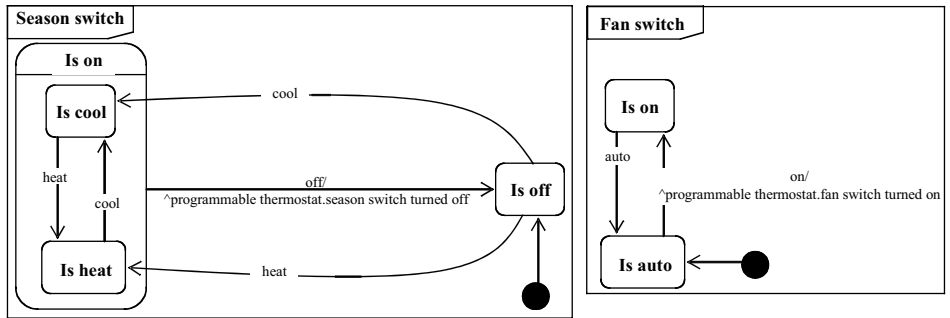 Season switch
Is on
Is cool
cool
heat
cool
off/
^programmable thermostat.season switch turned off
Is off
Is heat
heat
Fan switch
Is on
auto
on/
^programmable thermostat.fan switch turned on
Is auto